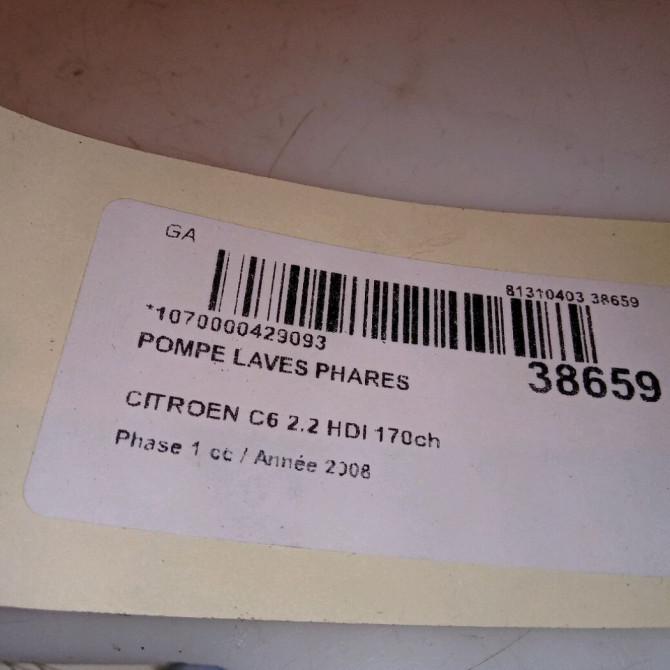 GA
81310403 38659
*1070000429093
38659
POMPE LAVES PHARES
CITROEN C6 2.2 HDI 170ch
Phase 1 cc / Année 2008